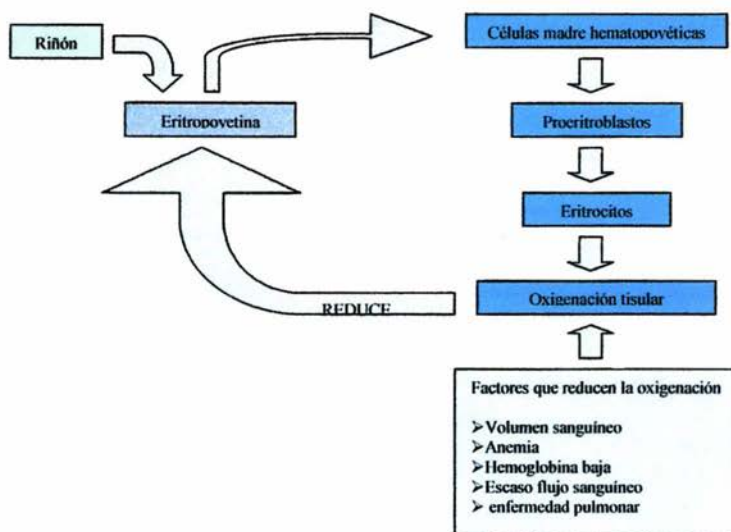 Riñón
Células madre hematopoyéticas
Eritropoyetina
Proeritroblastos
Eritrocitos
REDUCE
Oxigenación tisular
Factores que reducen la oxigenación
➢Volumen sanguíneo
➢Anemia
➢Hemoglobina baja
➢Escaso flujo sanguíneo
➢ enfermedad pulmonar